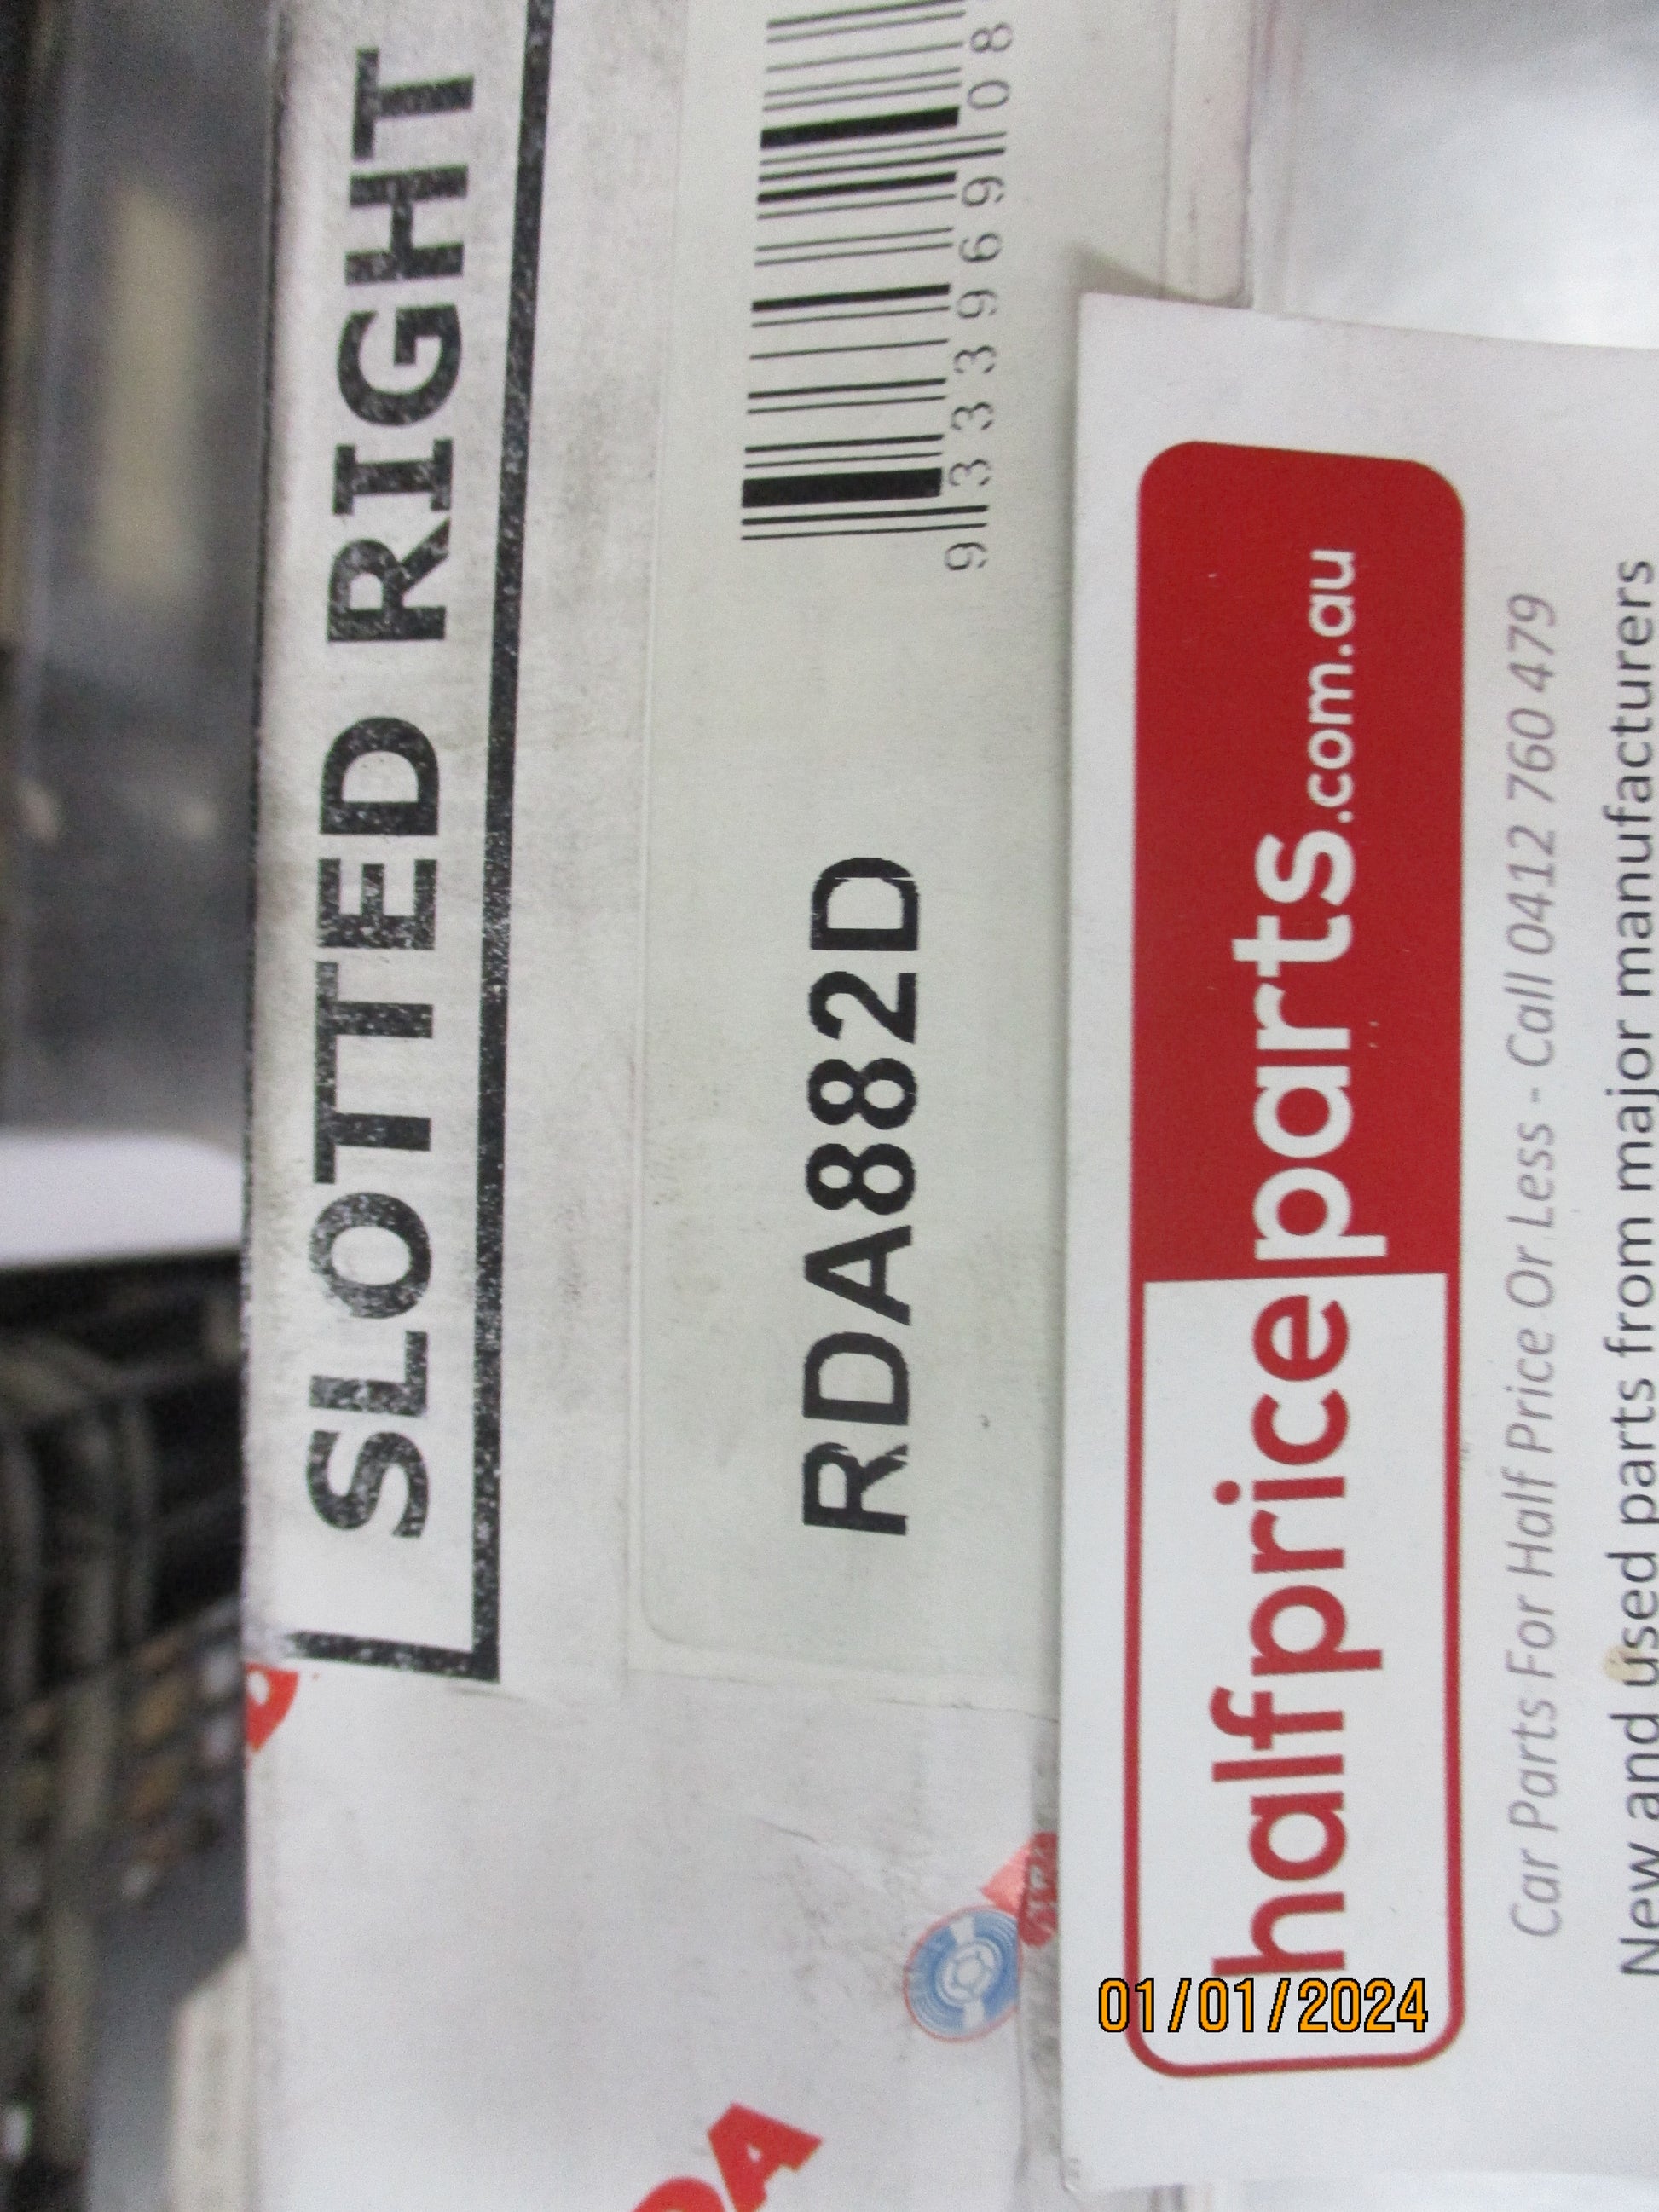 SLOTTED RIGHT
RDA882D
9 333969 08
halfpriceparts.com.au
Car Parts For Half Price Or Less - Call 0412 760 479
New and used parts from major manufacturers
01/01/2024